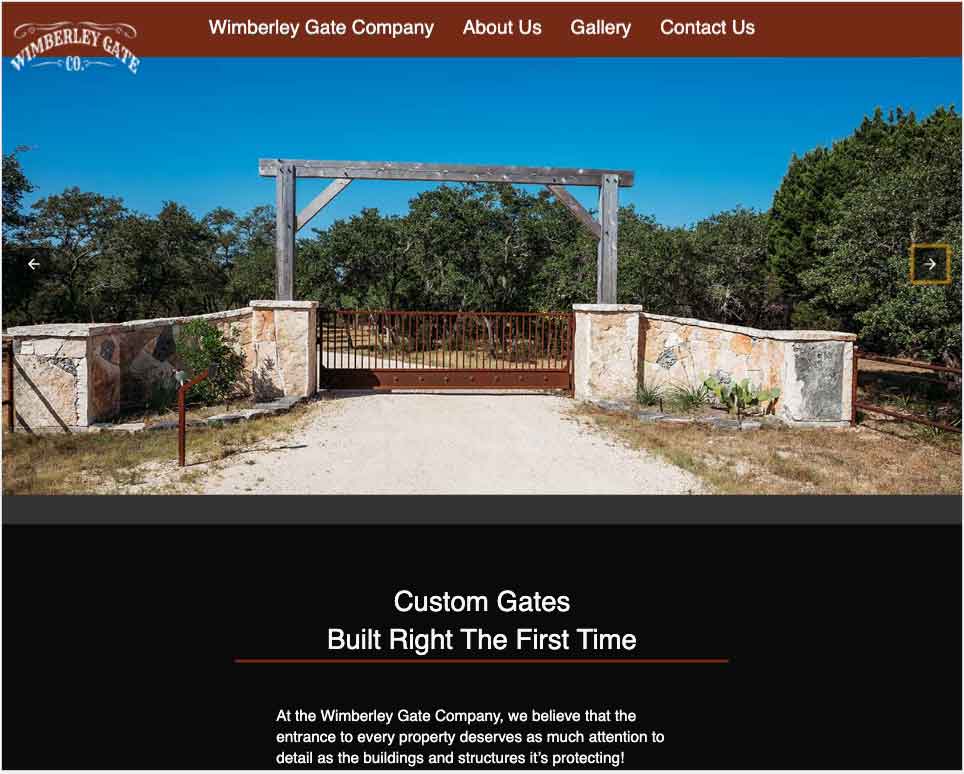 WIMBERLEY GATE
CO.
Wimberley Gate Company About Us Gallery Contact Us
Custom Gates
Built Right The First Time
At the Wimberley Gate Company, we believe that the
entrance to every property deserves as much attention to
detail as the buildings and structures it’s protecting!